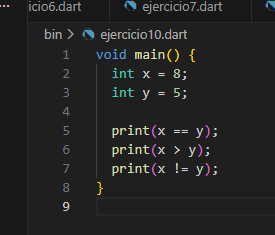 icio6.dart
ejercicio7.dart
bin > ejercicio10.dart
1 void main() {
2 int x = 8;
3 int y = 5;
4
5 print(x == y);
6 print(x > y);
7 print(x != y);
8 }
9